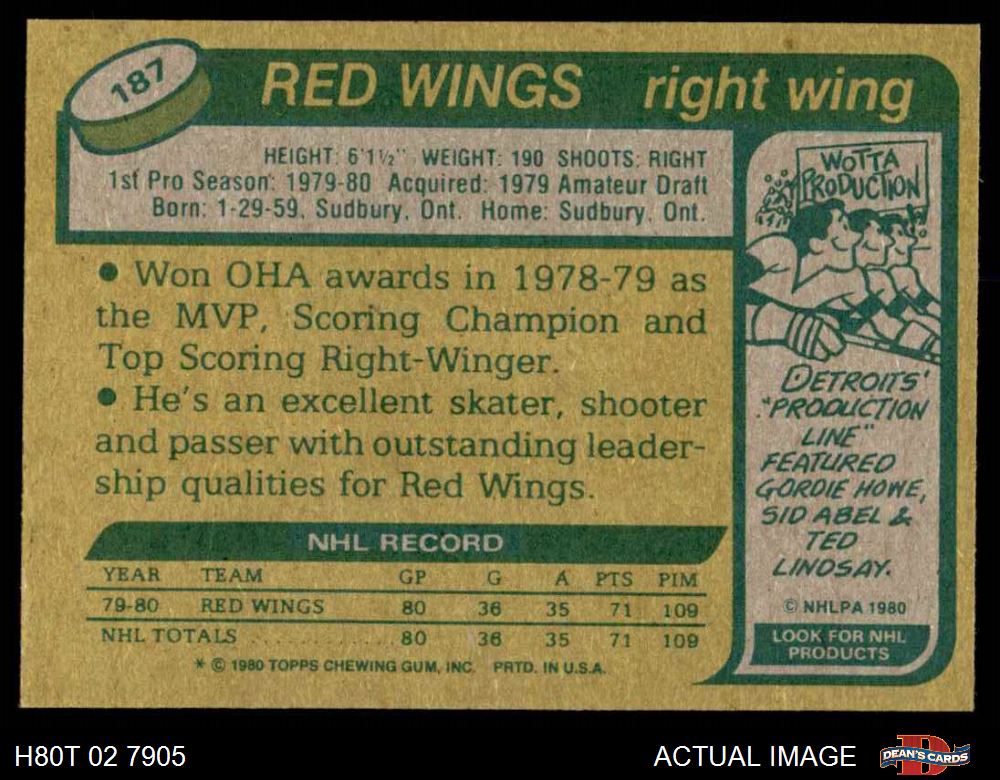 187
RED WINGS right wing
HEIGHT: 6'1½" WEIGHT: 190 SHOOTS: RIGHT
1st Pro Season: 1979-80 Acquired: 1979 Amateur Draft
Born: 1-29-59, Sudbury, Ont. Home: Sudbury, Ont.
• Won OHA awards in 1978-79 as
the MVP, Scoring Champion and
Top Scoring Right-Winger.
• He's an excellent skater, shooter
and passer with outstanding leader-
ship qualities for Red Wings.
NHL RECORD
YEAR TEAM GP G A PTS PIM
79-80 RED WINGS 80 36 35 71 109
NHL TOTALS ................ 80 36 35 71 109
* © 1980 TOPPS CHEWING GUM, INC. PRTD. IN U.S.A.
WOTTA
PRODUCTION
DETROITS'
"PRODUCTION
LINE"
FEATURED
GORDIE HOWE,
SID ABEL &
TED
LINDSAY.
© NHLPA 1980
LOOK FOR NHL
PRODUCTS
H80T 02 7905
ACTUAL IMAGE
DEAN'S CARDS